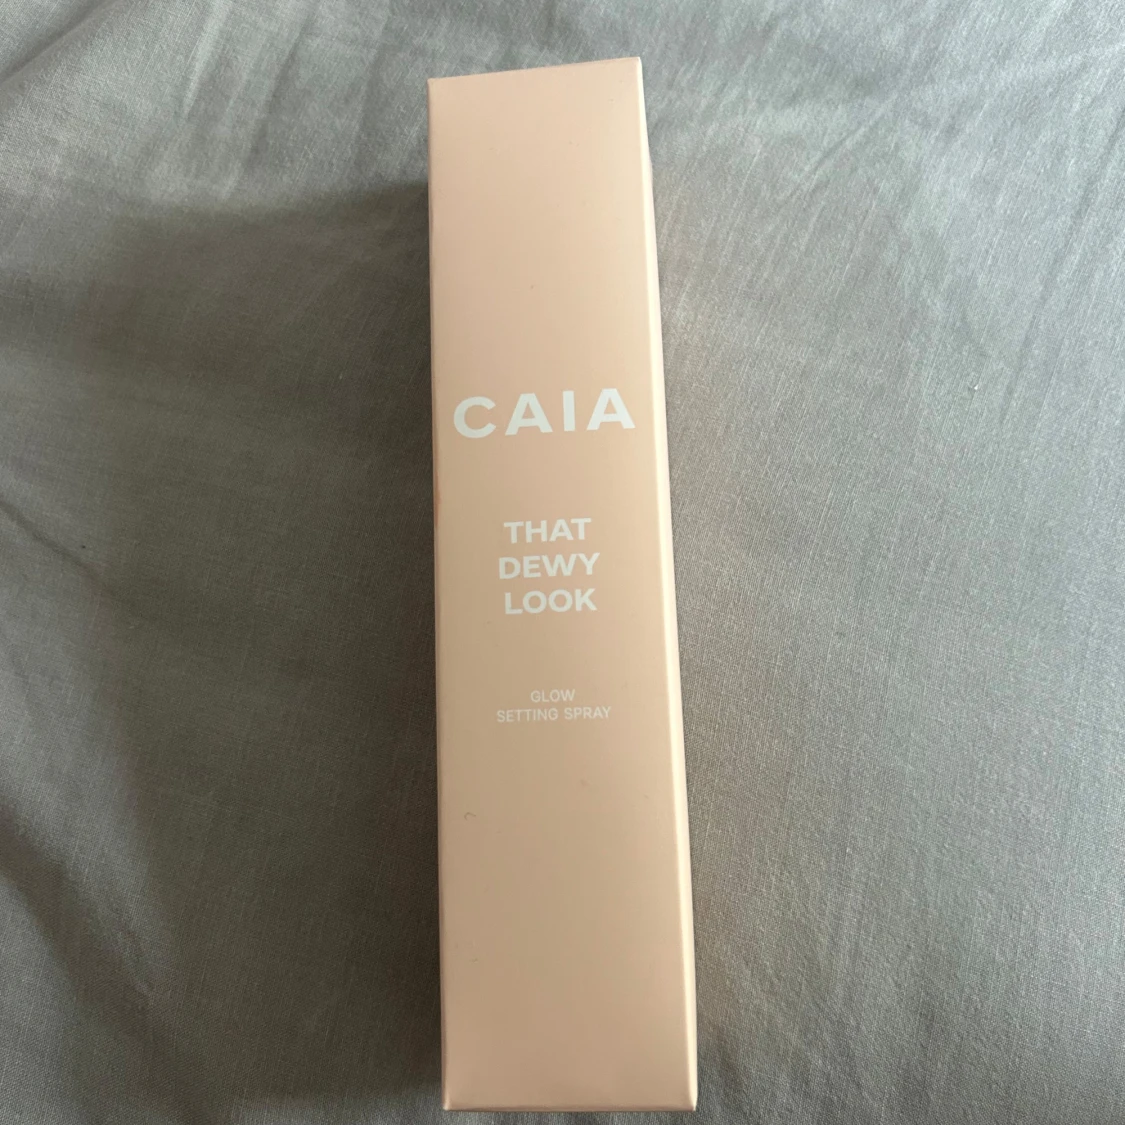 CAIA
THAT
DEWY
LOOK
GLOW
SETTING SPRAY